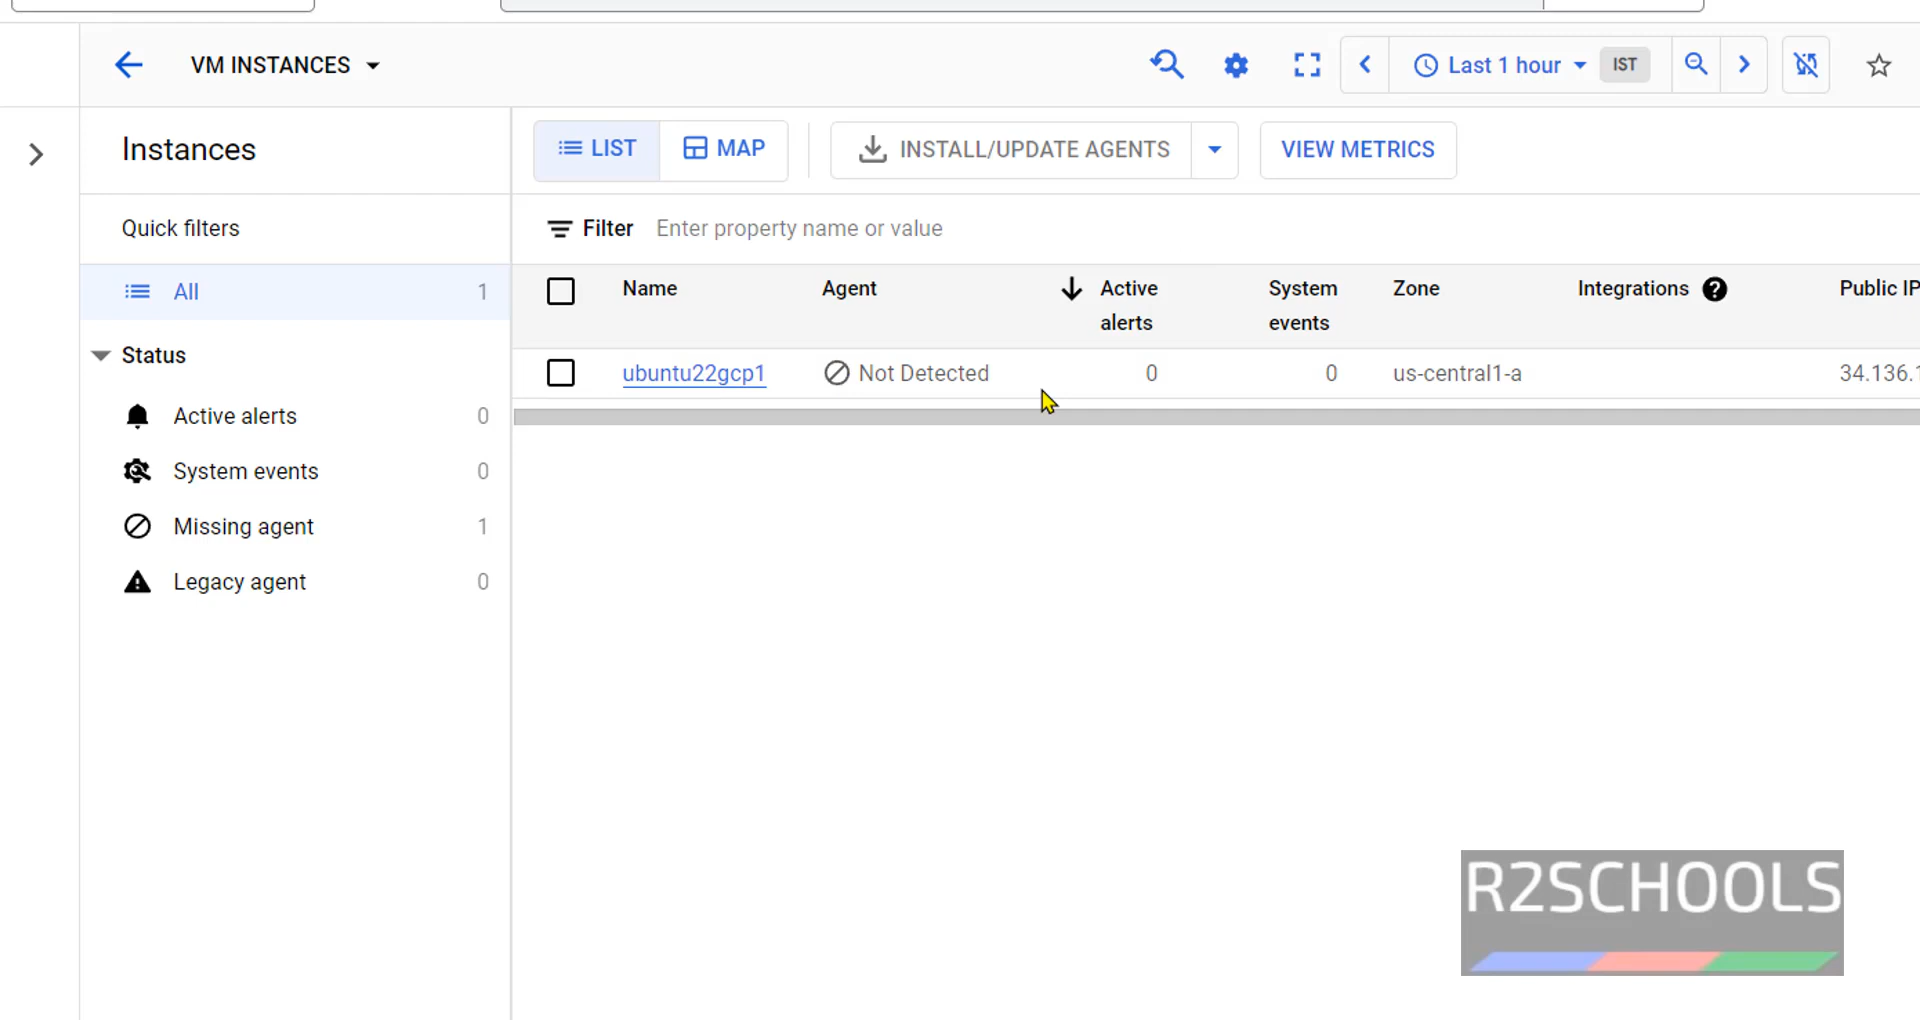 VM INSTANCES
Last 1 hour IST
Instances
LIST MAP INSTALL/UPDATE AGENTS VIEW METRICS
Quick filters
Filter Enter property name or value
All 1
Name Agent Active alerts System events Zone Integrations Public IP
ubuntu22gcp1 Not Detected 0 0 us-central1-a 34.136.1
Status
Active alerts 0
System events 0
Missing agent 1
Legacy agent 0
R2SCHOOLS